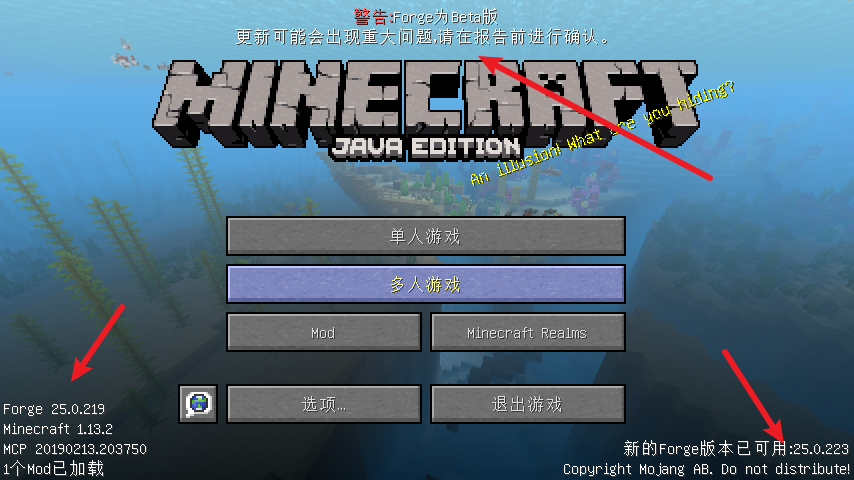 警告:Forge为Beta版
更新可能会出现重大问题,请在报告前进行确认。
MINECRAFT
JAVA EDITION
An illusion! What are you hiding?
单人游戏
多人游戏
Mod
Minecraft Realms
选项…
退出游戏
Forge 25.0.219
Minecraft 1.13.2
MCP 20190213.203750
1个Mod已加载
新的Forge版本已可用:25.0.223
Copyright Mojang AB. Do not distribute!